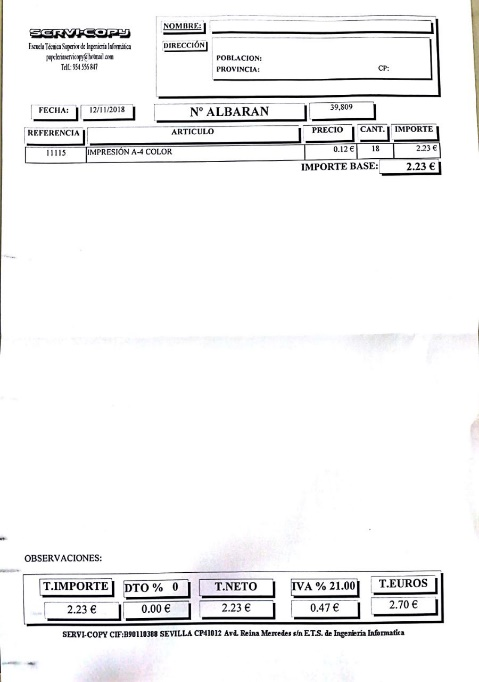 SERVI-COPY
Escuela Técnica Superior de Ingeniería Informática
papeleriaservicopy@hotmail.com
Telf.: 954 556 847
NOMBRE:
DIRECCIÓN
POBLACION:
PROVINCIA: CP:
FECHA: 12/11/2018 Nº ALBARAN 39,809
REFERENCIA ARTICULO PRECIO CANT. IMPORTE
11115 IMPRESIÓN A-4 COLOR 0.12 € 18 2.23 €
IMPORTE BASE: 2.23 €
OBSERVACIONES:
T.IMPORTE DTO % 0 T.NETO IVA % 21.00 T.EUROS
2.23 € 0.00 € 2.23 € 0.47 € 2.70 €
SERVI-COPY CIF:B90110388 SEVILLA CP41012 Avd. Reina Mercedes s/n E.T.S. de Ingenieria Informatica